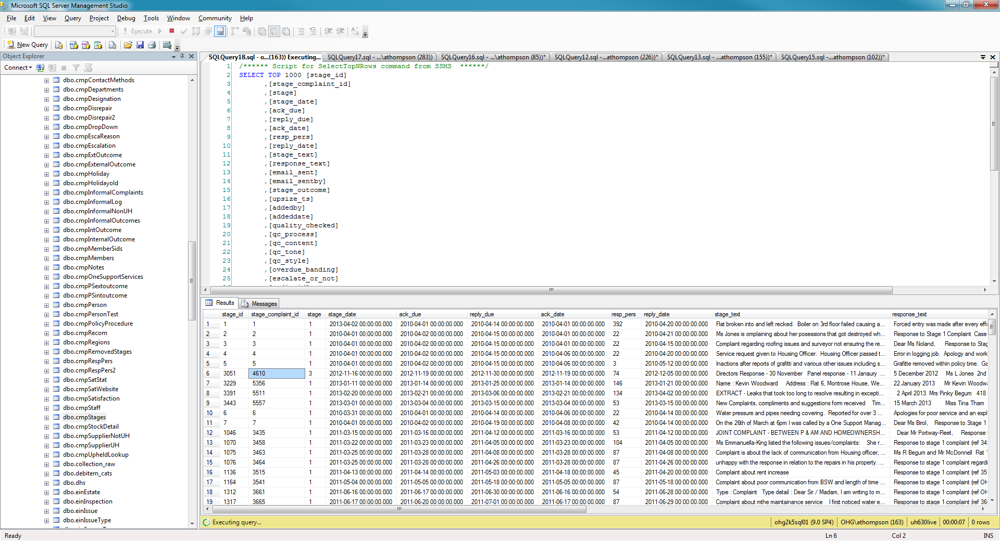 Microsoft SQL Server Management Studio
File Edit View Query Project Debug Tools Window Community Help
Execute
New Query
Object Explorer
Connect
dbo.cmpContactMethods
dbo.cmpDepartments
dbo.cmpDesignation
dbo.cmpDisrepair
dbo.cmpDisrepair2
dbo.cmpDropDown
dbo.cmpEscaReason
dbo.cmpEscalation
dbo.cmpExtOutcome
dbo.cmpExternalOutcome
dbo.cmpHoliday
dbo.cmpHolidayold
dbo.cmpInformalComplaints
dbo.cmpInformalLog
dbo.cmpInformalNonUH
dbo.cmpInformalOutcomes
dbo.cmpIntOutcome
dbo.cmpInternalOutcome
dbo.cmpMemberSids
dbo.cmpMembers
dbo.cmpNotes
dbo.cmpOneSupportServices
dbo.cmpPSextoutcome
dbo.cmpPSintoutcome
dbo.cmpPerson
dbo.cmpPersonTest
dbo.cmpPolicyProcedure
dbo.cmpRecom
dbo.cmpRegions
dbo.cmpRemovedStages
dbo.cmpRespPers
dbo.cmpRespPers2
dbo.cmpSatStat
dbo.cmpSatWebsite
dbo.cmpSatisfaction
dbo.cmpStaff
dbo.cmpStages
dbo.cmpStockDetail
dbo.cmpSupplierNotUH
dbo.cmpSupplierUH
dbo.cmpUpheldLookup
dbo.collection_raw
dbo.debitem_cats
dbo.dhs
dbo.einEstate
dbo.einInspection
dbo.einIssue
dbo.einIssueType
SQLQuery18.sql - o...(163)) Executing... SQLQuery17.sql - ...\athompson (283)) SQLQuery16.sql - ...\athompson (85))* SQLQuery12.sql -...athompson (226))* SQLQuery13.sql - ...athompson (155))* SQLQuery15.sql -...athompson (102))*
1 /****** Script for SelectTopNRows command from SSMS  ******/
2 SELECT TOP 1000 [stage_id]
3 ,[stage_complaint_id]
4 ,[stage]
5 ,[stage_date]
6 ,[ack_due]
7 ,[reply_due]
8 ,[ack_date]
9 ,[resp_pers]
10 ,[reply_date]
11 ,[stage_text]
12 ,[response_text]
13 ,[email_sent]
14 ,[email_sentby]
15 ,[stage_outcome]
16 ,[upsize_ts]
17 ,[addedby]
18 ,[addeddate]
19 ,[quality_checked]
20 ,[qc_process]
21 ,[qc_content]
22 ,[qc_tone]
23 ,[qc_style]
24 ,[overdue_banding]
25 ,[escalate_or_not]
Results Messages
stage_id stage_complaint_id stage stage_date ack_due reply_due ack_date resp_pers reply_date stage_text response_text
1 1 1 1 2013-04-02 00:00:00.000 2010-04-01 00:00:00.000 2010-04-14 00:00:00.000 2010-04-01 00:00:00.000 392 2010-04-20 00:00:00.000 Flat broken into and left recked. Boiler on 3rd floor failed causing a... Forced entry was made after every effo
2 2 2 1 2010-04-01 00:00:00.000 2010-04-02 00:00:00.000 2010-04-15 00:00:00.000 2010-04-01 00:00:00.000 22 2010-04-21 00:00:00.000 Ms Jones is omplaining about her posessions that got destroyed wh... Response to Stage 1 Complaint Case
3 3 3 1 2010-04-01 00:00:00.000 2010-04-02 00:00:00.000 2010-04-15 00:00:00.000 2010-04-01 00:00:00.000 22 2010-04-15 00:00:00.000 Complaint regarding roofing issues and surveyor not ensuring the re... Dear Ms Noland, Response to Stag
4 4 4 1 2010-04-01 00:00:00.000 2010-04-02 00:00:00.000 2010-04-15 00:00:00.000 2010-04-06 00:00:00.000 22 2010-04-20 00:00:00.000 Service request given to Housing Officer. Housing Officer passed t... Error in logging job. Apology and work
5 5 5 1 2010-04-01 00:00:00.000 2010-04-02 00:00:00.000 2010-04-15 00:00:00.000 2010-04-06 00:00:00.000 3 2010-05-12 00:00:00.000 Inactions after reports of grafitti and various other issues including s... Grafitte removed within policy time. Ga
6 3051 4610 3 2012-11-16 00:00:00.000 2012-11-19 00:00:00.000 2012-11-30 00:00:00.000 2012-11-19 00:00:00.000 74 2012-12-05 00:00:00.000 Directors Response - 30 November Panel response - 11 Janaury ... 5 December 2012 Ms L Jones 2nd
7 3229 5356 1 2013-01-11 00:00:00.000 2013-01-14 00:00:00.000 2013-01-25 00:00:00.000 2013-01-14 00:00:00.000 146 2013-01-21 00:00:00.000 Name : Kevin Woodward Address : Flat 6, Montrose House, We... 22 January 2013 Mr Kevin Woodwa
8 3391 5511 1 2013-02-20 00:00:00.000 2013-02-21 00:00:00.000 2013-03-06 00:00:00.000 2013-02-21 00:00:00.000 134 2013-04-02 00:00:00.000 EXTRACT - Leaks that took too long to resolve resulting in excepti... 2 April 2013 Mrs Pinky Begum 418
9 3443 5557 1 2013-03-01 00:00:00.000 2013-03-04 00:00:00.000 2013-03-15 00:00:00.000 2013-03-04 00:00:00.000 53 2013-03-15 00:00:00.000 New Complaints, compliments and suggestions form received Tim... 15 March 2013 Miss Tina Tham
10 6 6 1 2010-03-31 00:00:00.000 2010-04-01 00:00:00.000 2010-04-14 00:00:00.000 2010-04-06 00:00:00.000 22 2010-04-14 00:00:00.000 Water pressure and pipes needing covering. Reported for over 3 ... Apologies for poor service and an expl
11 7 7 1 2010-04-01 00:00:00.000 2010-04-02 00:00:00.000 2010-04-19 00:00:00.000 2010-04-08 00:00:00.000 42 2010-04-14 00:00:00.000 On the 26th of March at 6pm I was called by a One Support Manag... Dear Ms Birol, Response to Stage 1
12 1046 3435 1 2011-03-15 00:00:00.000 2011-03-16 00:00:00.000 2011-04-12 00:00:00.000 2011-03-16 00:00:00.000 53 2011-04-12 00:00:00.000 JOINT COMPLAINT - BETWEEN P & AM AND HOMEOWNERSH... Dear Mr Portway-Fleet, Response
13 1070 3458 1 2011-03-22 00:00:00.000 2011-03-23 00:00:00.000 2011-04-05 00:00:00.000 2011-03-23 00:00:00.000 104 2011-04-05 00:00:00.000 Ms Emmanuella-King listed the following issues/complaints: She r... Response to stage 1 complaint (ref 34
14 1075 3463 1 2011-03-25 00:00:00.000 2011-03-28 00:00:00.000 2011-04-08 00:00:00.000 2011-03-28 00:00:00.000 87 2011-04-08 00:00:00.000 Complaint is about the lack of communication from Housing officer, ... Ms R Begum and Mr McDonnell Flat 1
15 1076 3464 1 2011-03-25 00:00:00.000 2011-03-28 00:00:00.000 2011-04-26 00:00:00.000 2011-03-28 00:00:00.000 87 2011-04-26 00:00:00.000 unhappy with the response in relation to the repairs in his property. ... Response to stage 1 complaint regardi
16 1136 3515 1 2011-04-13 00:00:00.000 2011-04-14 00:00:00.000 2011-05-03 00:00:00.000 2011-04-18 00:00:00.000 45 2011-04-20 00:00:00.000 Complaint about rent increase Response to stage 1 complaint (ref 35
17 1164 3541 1 2011-05-04 00:00:00.000 2011-05-05 00:00:00.000 2011-05-18 00:00:00.000 2011-05-05 00:00:00.000 87 2011-05-18 00:00:00.000 Complaint about poor communication from BSW and length of time ... Response to stage 1 complaint (ref OH
18 1312 3661 1 2011-06-16 00:00:00.000 2011-06-17 00:00:00.000 2011-06-30 00:00:00.000 2011-06-16 00:00:00.000 54 2011-06-28 00:00:00.000 Type : Complaint Type detail : Dear Sir / Madam, I am writing to m... Response to stage 1 complaint (ref OH
19 1317 3665 1 2011-06-17 00:00:00.000 2011-06-20 00:00:00.000 2011-07-01 00:00:00.000 2011-06-17 00:00:00.000 87 2011-06-29 00:00:00.000 Complaint about mthe maintainance service I first noticed water e... Response to stage 1 complaint (ref 36
Executing query... ohg2k5sql01 (9.0 SP4) OHG\athompson (163) uh630live 00:00:07 0 rows
Ready Ln 6 Col 2 INS